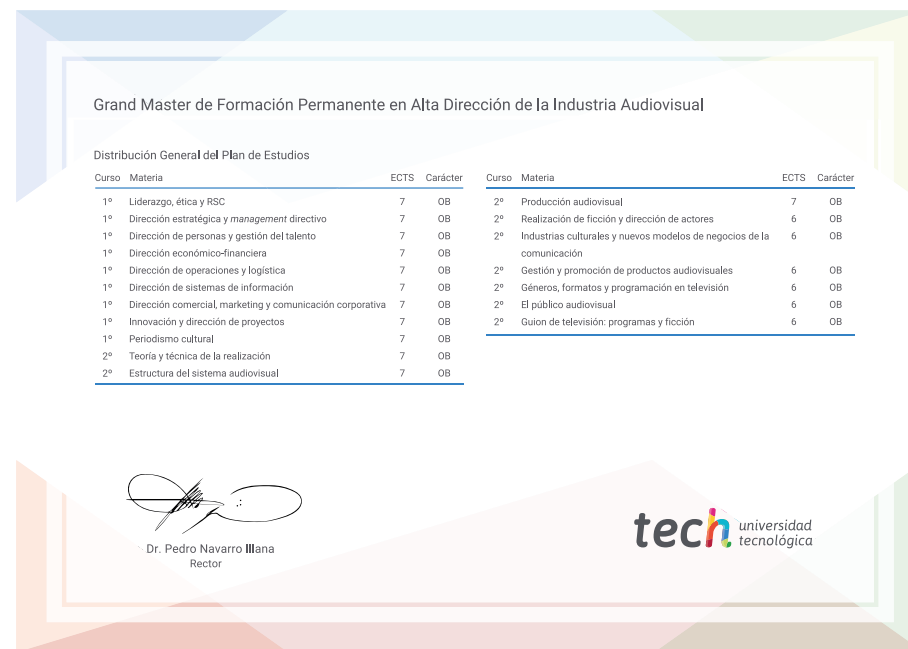 Grand Master de Formación Permanente en Alta Dirección de la Industria Audiovisual
Distribución General del Plan de Estudios
Curso Materia ECTS Carácter
1º Liderazgo, ética y RSC 7 OB
1º Dirección estratégica y management directivo 7 OB
1º Dirección de personas y gestión del talento 7 OB
1º Dirección económico-financiera 7 OB
1º Dirección de operaciones y logística 7 OB
1º Dirección de sistemas de información 7 OB
1º Dirección comercial, marketing y comunicación corporativa 7 OB
1º Innovación y dirección de proyectos 7 OB
1º Periodismo cultural 7 OB
2º Teoría y técnica de la realización 7 OB
2º Estructura del sistema audiovisual 7 OB
Curso Materia ECTS Carácter
2º Producción audiovisual 7 OB
2º Realización de ficción y dirección de actores 6 OB
2º Industrias culturales y nuevos modelos de negocios de la 6 OB
comunicación
2º Gestión y promoción de productos audiovisuales 6 OB
2º Géneros, formatos y programación en televisión 6 OB
2º El público audiovisual 6 OB
2º Guion de televisión: programas y ficción 6 OB
Dr. Pedro Navarro Illana
Rector
tech universidad
tecnológica